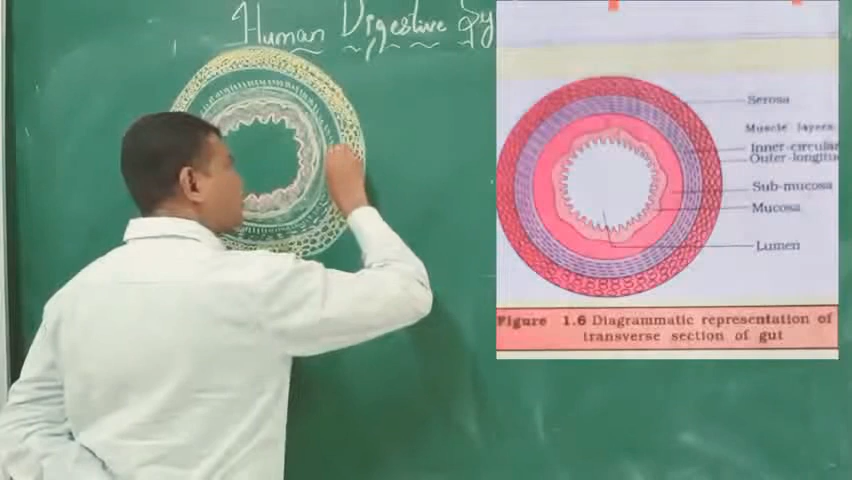 Human Digestive Sy
Serosa
Muscle layers
Inner-circular
Outer-longitu
Sub-mucosa
Mucosa
Lumen
Figure 1.6 Diagrammatic representation of
transverse section of gut